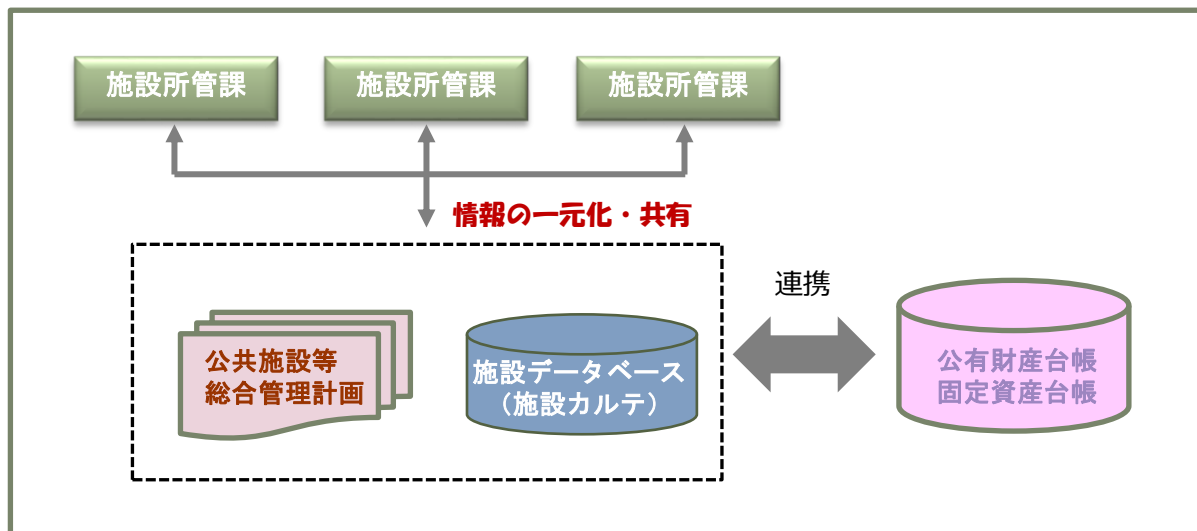 施設所管課
施設所管課
施設所管課
情報の一元化・共有
連携
公共施設等
総合管理計画
施設データベース
（施設カルテ）
公有財産台帳
固定資産台帳